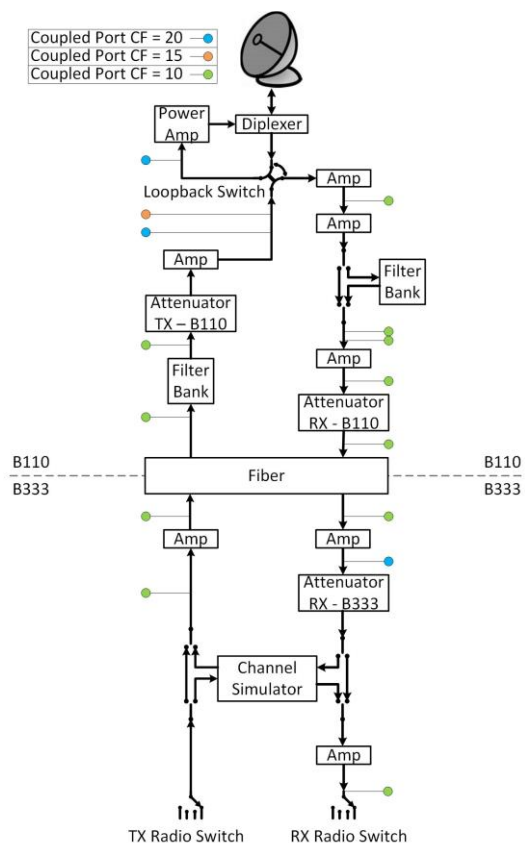 Coupled Port CF = 20
Coupled Port CF = 15
Coupled Port CF = 10
Power
Amp
Diplexer
Loopback Switch
Amp
Amp
Amp
Filter
Bank
Attenuator
TX – B110
Amp
Filter
Bank
Attenuator
RX - B110
B110
B333
Fiber
B110
B333
Amp
Amp
Attenuator
RX - B333
Channel
Simulator
Amp
TX Radio Switch
RX Radio Switch